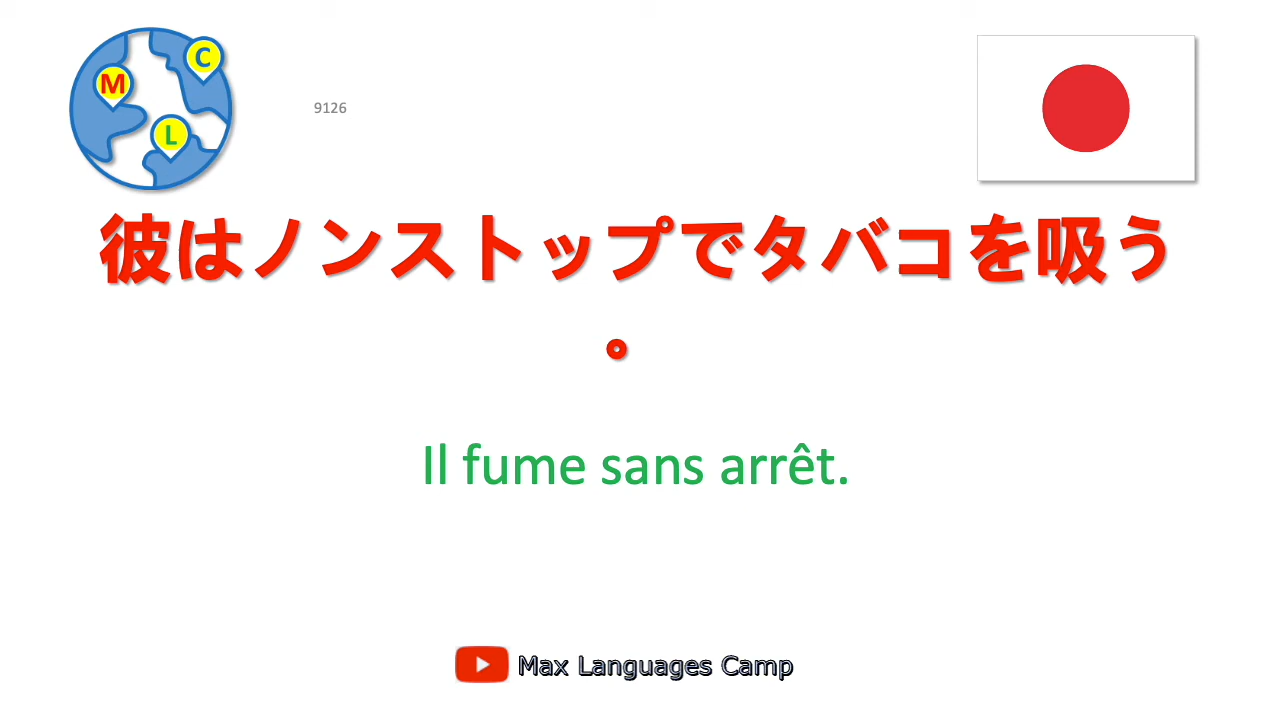 C
M
L
9126
彼はノンストップでタバコを吸う
。
Il fume sans arrêt.
Max Languages Camp